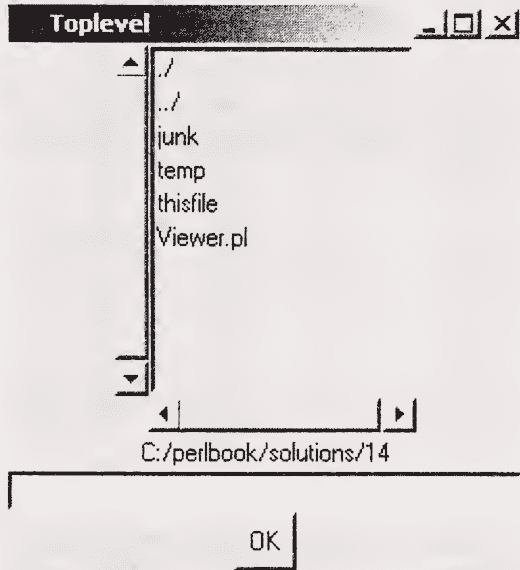 Toplevel
./
../
junk
temp
thisfile
Viewer.pl
C:/perlbook/solutions/14
OK